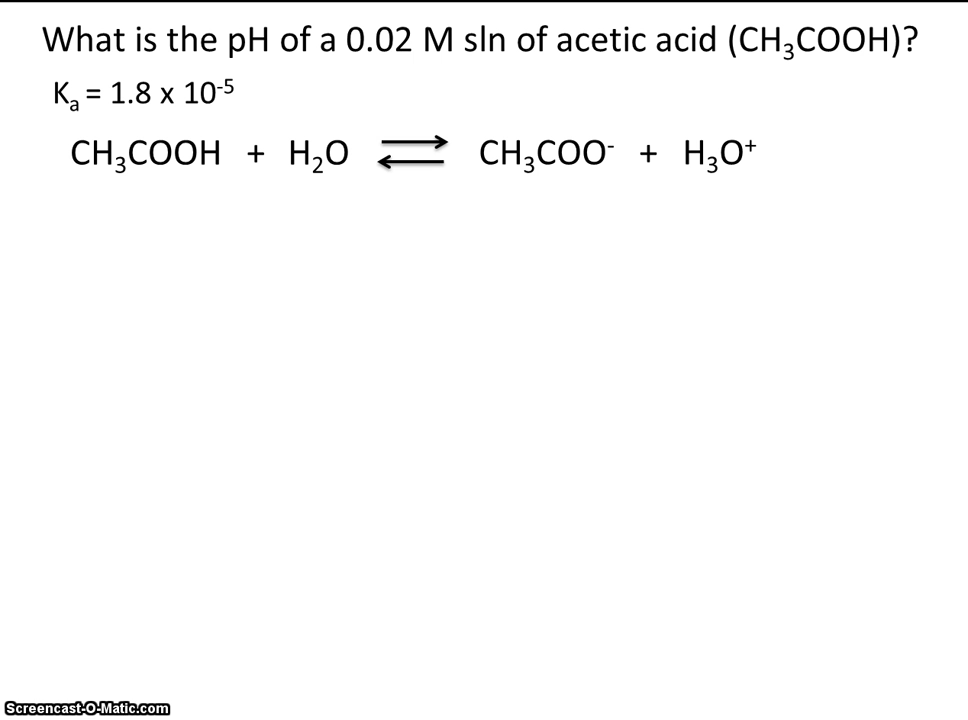 What is the pH of a 0.02 M sln of acetic acid (CH₃COOH)?
Kₐ = 1.8 x 10⁻⁵
CH₃COOH + H₂O ⇌ CH₃COO⁻ + H₃O⁺
Screencast-O-Matic.com